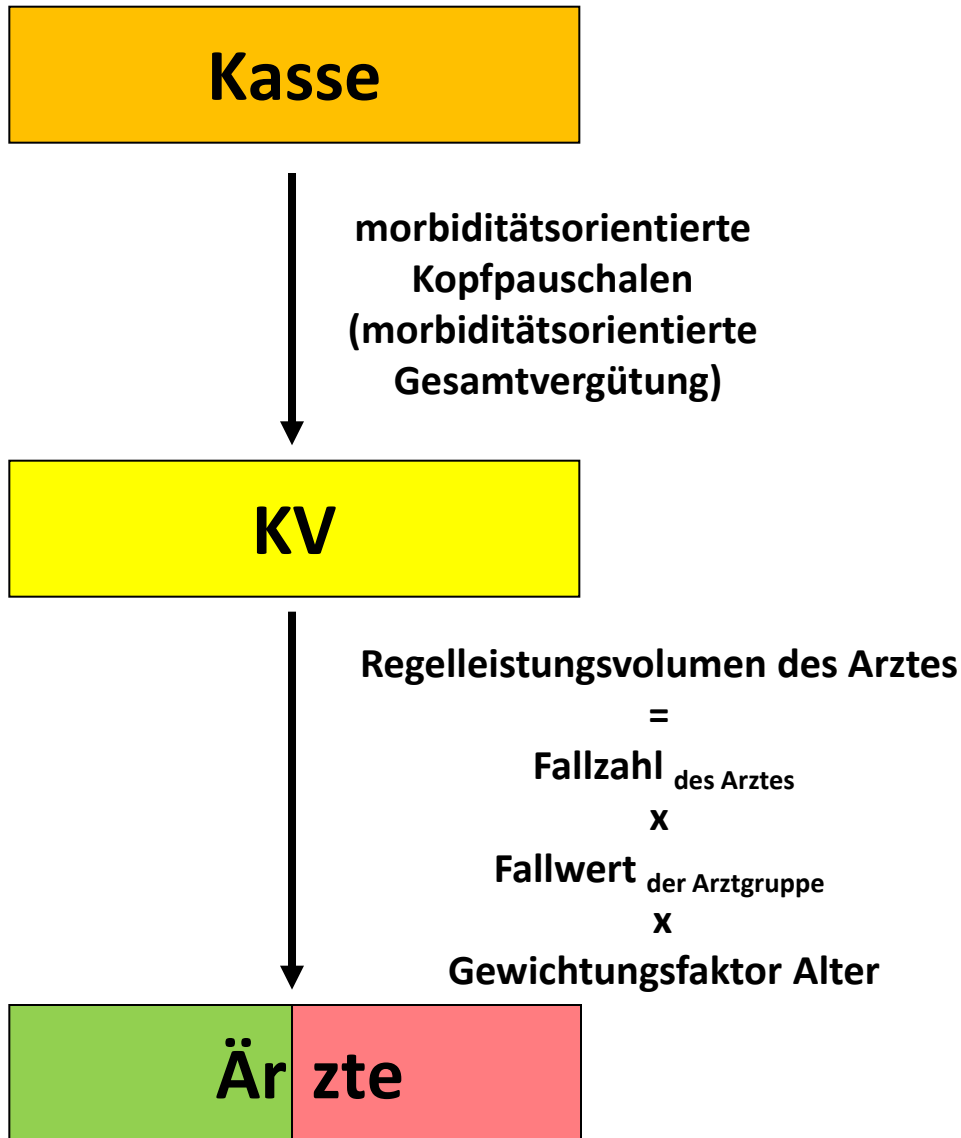 Kasse
morbiditätsorientierte
Kopfpauschalen
(morbiditätsorientierte
Gesamtvergütung)
KV
Regelleistungsvolumen des Arztes
=
Fallzahl des Arztes
x
Fallwert der Arztgruppe
x
Gewichtungsfaktor Alter
Är zte